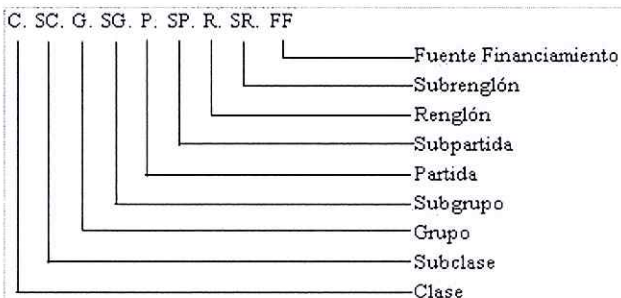 C. SC. G. SG. P. SP. R. SR. FF
Fuente Financiamiento
Subrenglón
Renglón
Subpartida
Partida
Subgrupo
Grupo
Subclase
Clase